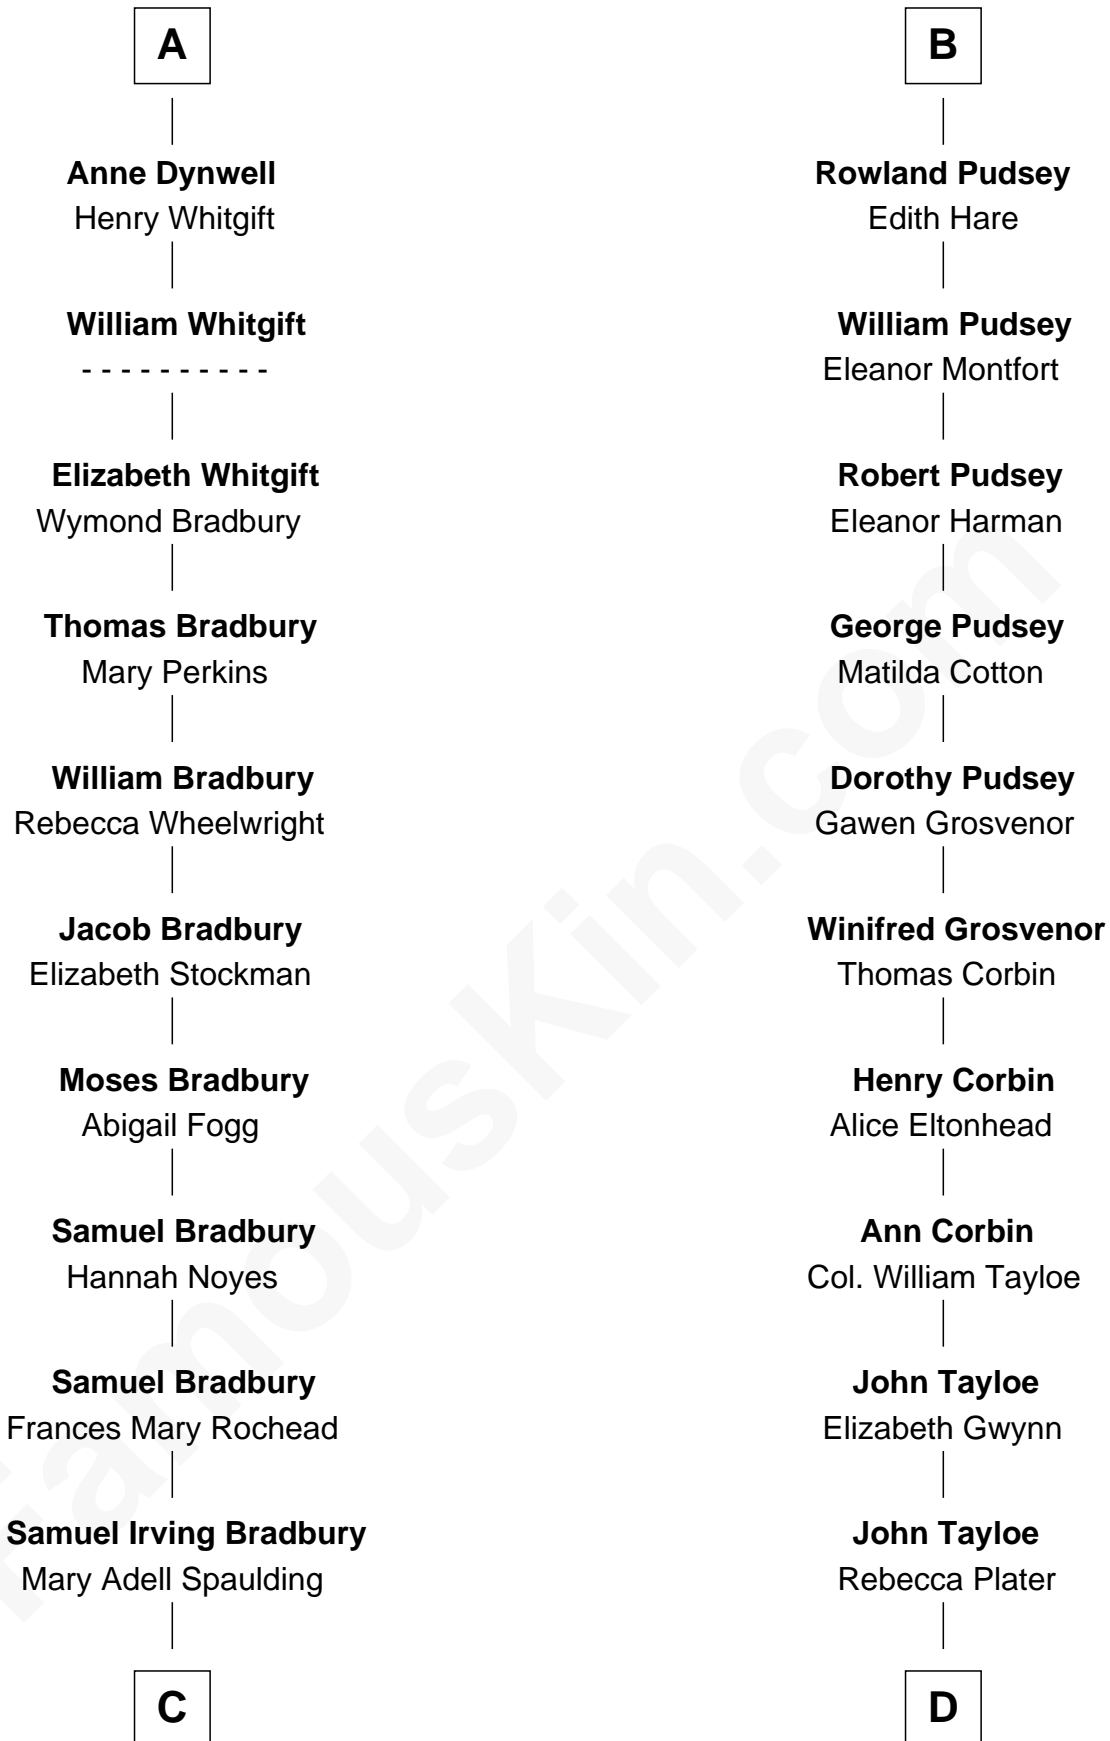 A
Anne Dynwell
Henry Whitgift
William Whitgift
- - - - - - - - - -
Elizabeth Whitgift
Wymond Bradbury
Thomas Bradbury
Mary Perkins
William Bradbury
Rebecca Wheelwright
Jacob Bradbury
Elizabeth Stockman
Moses Bradbury
Abigail Fogg
Samuel Bradbury
Hannah Noyes
Samuel Bradbury
Frances Mary Rochead
Samuel Irving Bradbury
Mary Adell Spaulding
C
B
Rowland Pudsey
Edith Hare
William Pudsey
Eleanor Montfort
Robert Pudsey
Eleanor Harman
George Pudsey
Matilda Cotton
Dorothy Pudsey
Gawen Grosvenor
Winifred Grosvenor
Thomas Corbin
Henry Corbin
Alice Eltonhead
Ann Corbin
Col. William Tayloe
John Tayloe
Elizabeth Gwynn
John Tayloe
Rebecca Plater
D
FamousKin.com